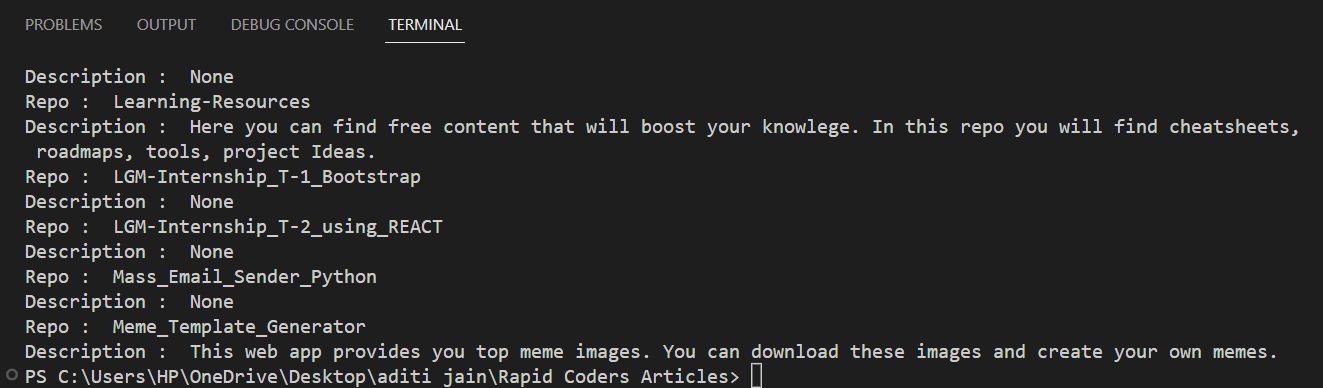 PROBLEMS OUTPUT DEBUG CONSOLE TERMINAL
Description :  None
Repo :  Learning-Resources
Description :  Here you can find free content that will boost your knowlege. In this repo you will find cheatsheets,
 roadmaps, tools, project Ideas.
Repo :  LGM-Internship_T-1_Bootstrap
Description :  None
Repo :  LGM-Internship_T-2_using_REACT
Description :  None
Repo :  Mass_Email_Sender_Python
Description :  None
Repo :  Meme_Template_Generator
Description :  This web app provides you top meme images. You can download these images and create your own memes.
PS C:\Users\HP\OneDrive\Desktop\aditi jain\Rapid Coders Articles>